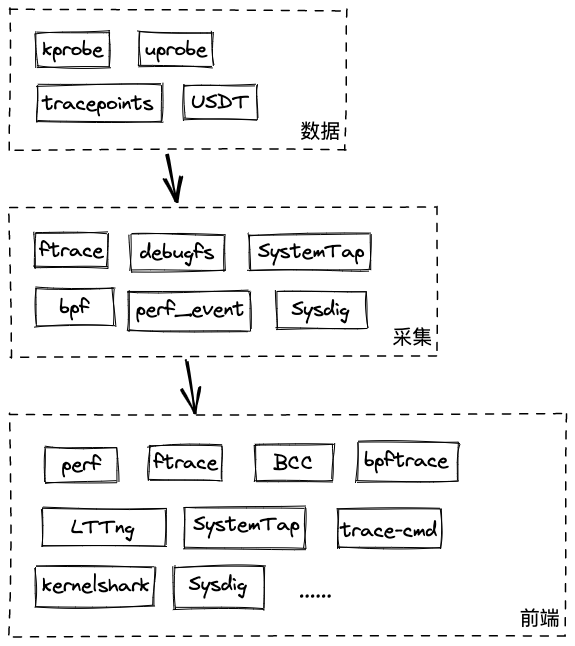 kprobe uprobe
tracepoints USDT
数据
ftrace debugfs SystemTap
bpf perf_event Sysdig
采集
perf ftrace BCC bpftrace
LTTng SystemTap trace-cmd
kernelshark Sysdig ......
前端